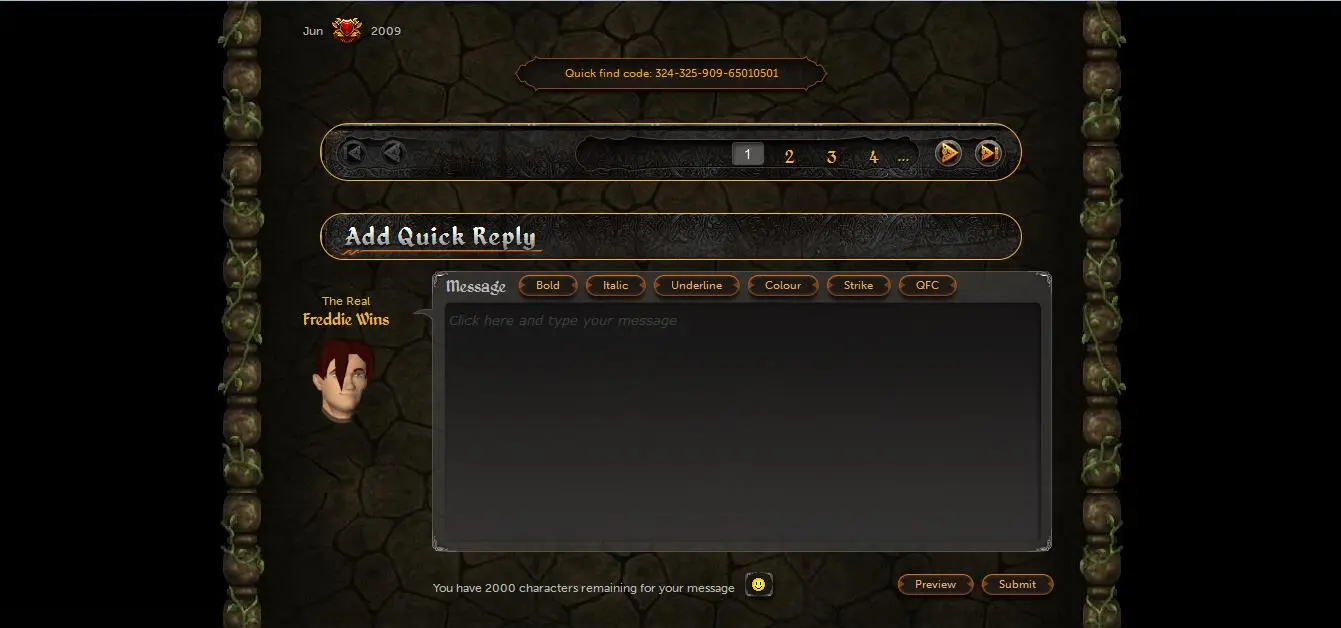 Jun 2009
Quick find code: 324-325-909-65010501
1 2 3 4 ...
Add Quick Reply
Message Bold Italic Underline Colour Strike QFC
The Real
Freddie Wins
Click here and type your message
You have 2000 characters remaining for your message Preview Submit